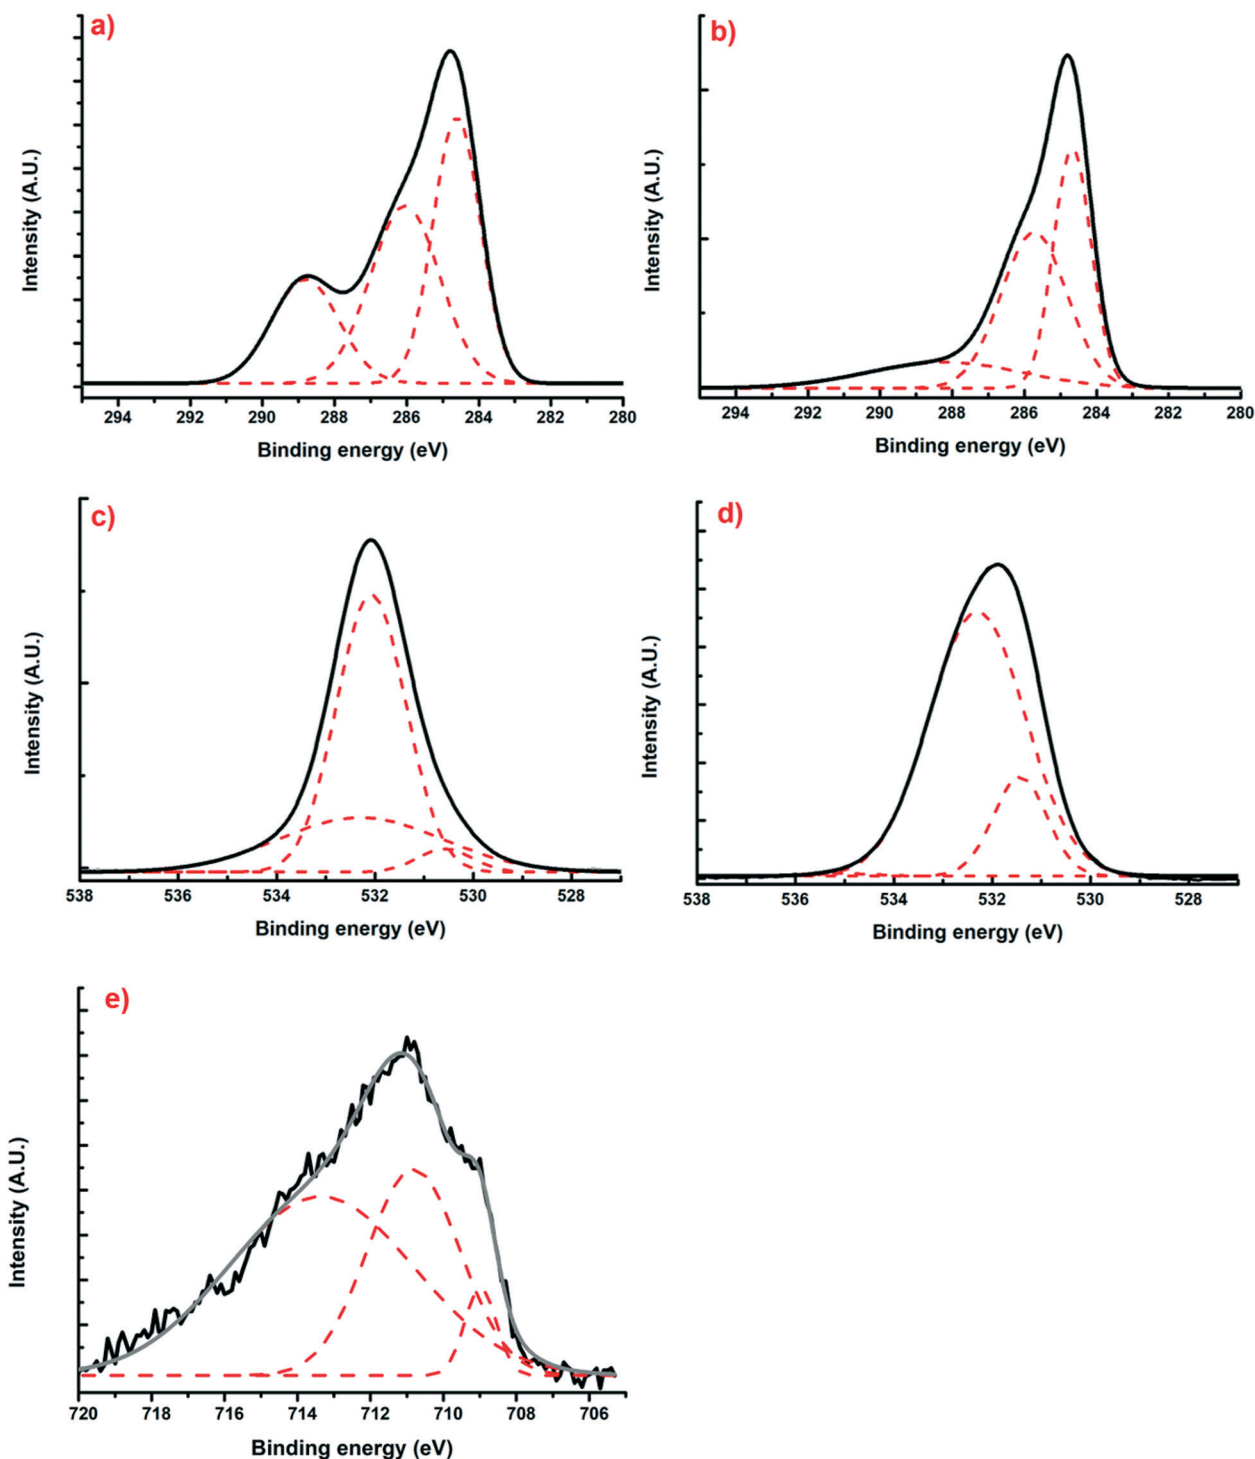 a)
Intensity (A.U.)
294 292 290 288 286 284 282 280
Binding energy (eV)
b)
Intensity (A.U.)
294 292 290 288 286 284 282 280
Binding energy (eV)
c)
Intensity (A.U.)
538 536 534 532 530 528
Binding energy (eV)
d)
Intensity (A.U.)
538 536 534 532 530 528
Binding energy (eV)
e)
Intensity (A.U.)
720 718 716 714 712 710 708 706
Binding energy (eV)